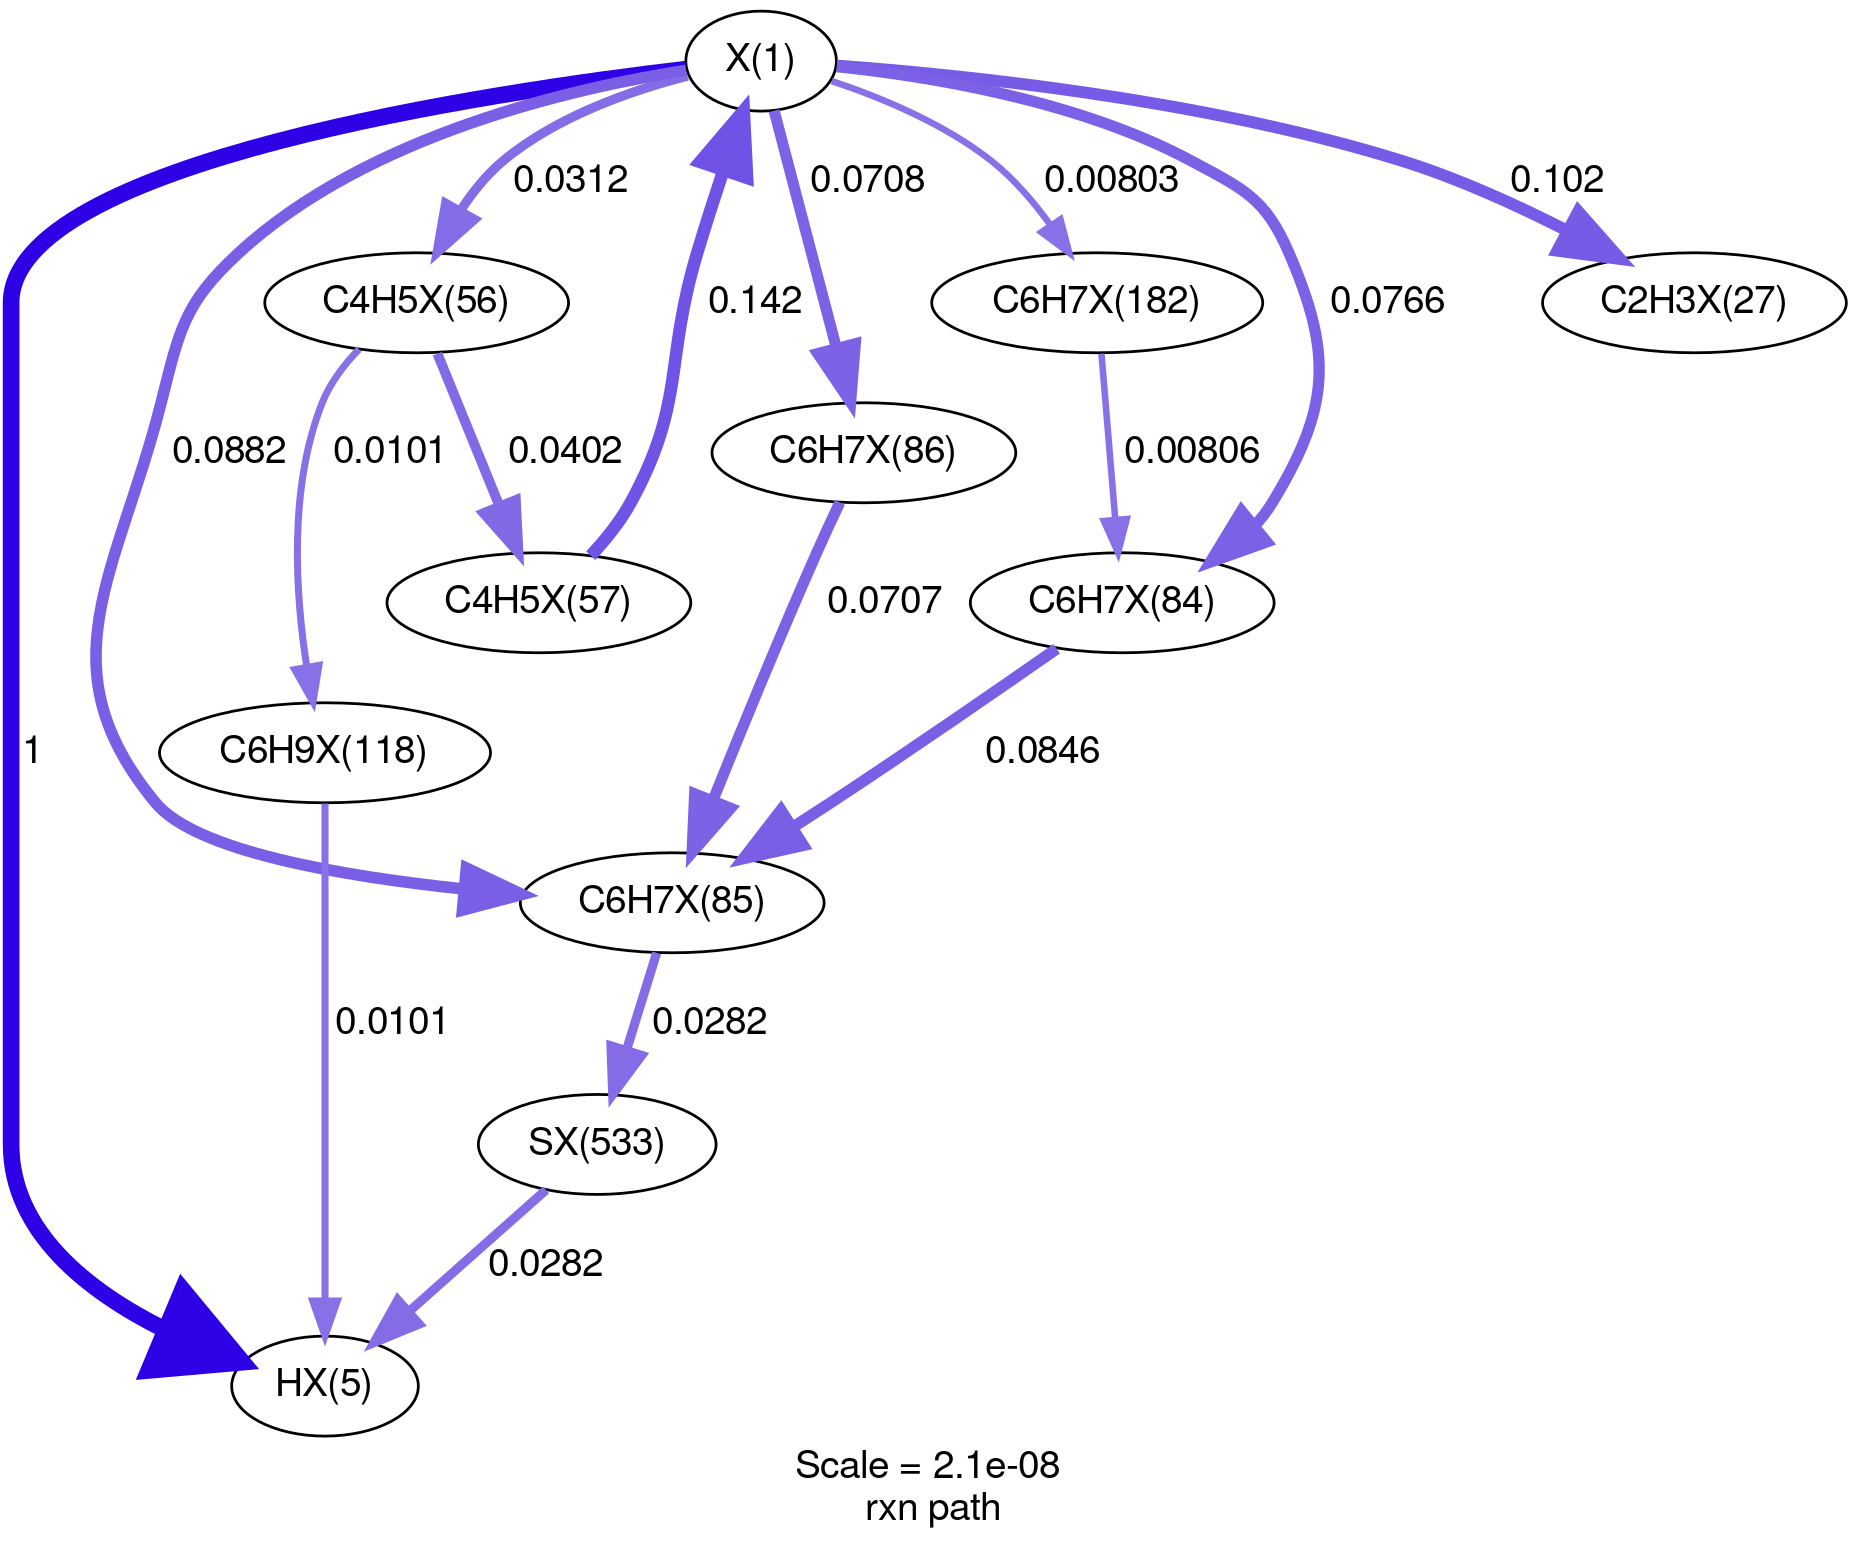 X(1)
0.0312
0.0708
0.00803
0.102
C4H5X(56)
0.142
C6H7X(182)
0.0766
C2H3X(27)
0.0882
0.0101
0.0402
C6H7X(86)
0.00806
C4H5X(57)
0.0707
C6H7X(84)
1
C6H9X(118)
0.0846
C6H7X(85)
0.0101
0.0282
SX(533)
0.0282
HX(5)
Scale = 2.1e-08
rxn path